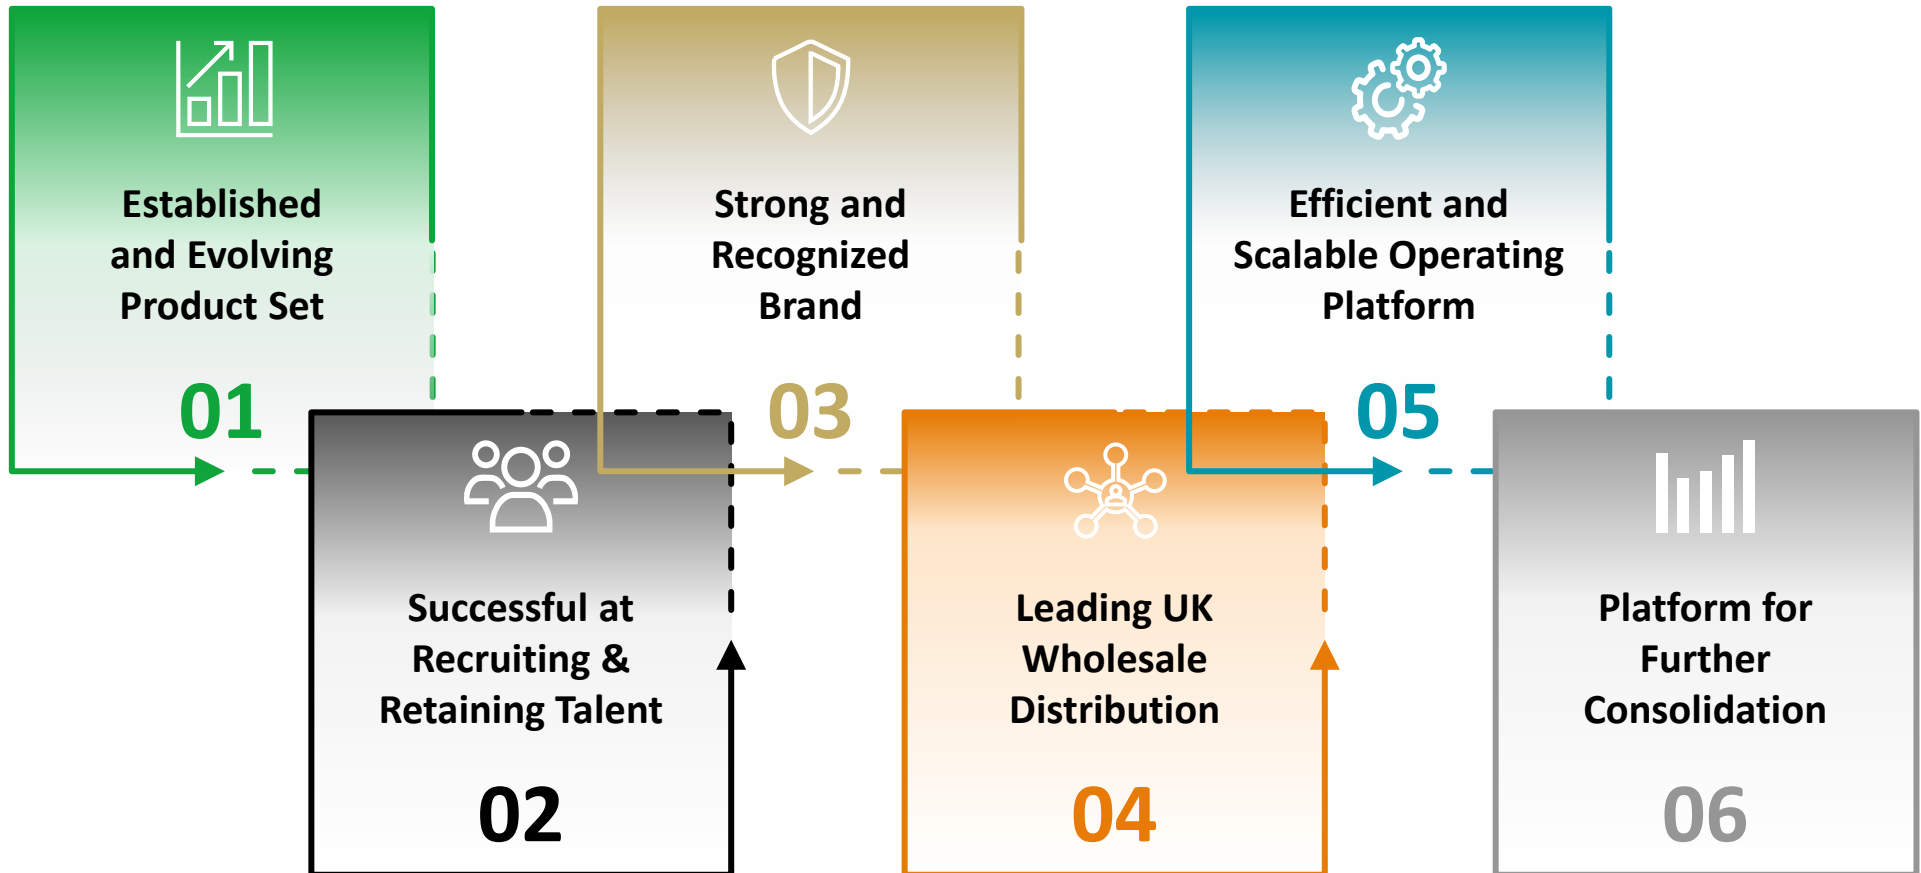 Established
and Evolving
Product Set
01
Successful at
Recruiting &
Retaining Talent
02
Strong and
Recognized
Brand
03
Leading UK
Wholesale
Distribution
04
Efficient and
Scalable Operating
Platform
05
Platform for
Further
Consolidation
06